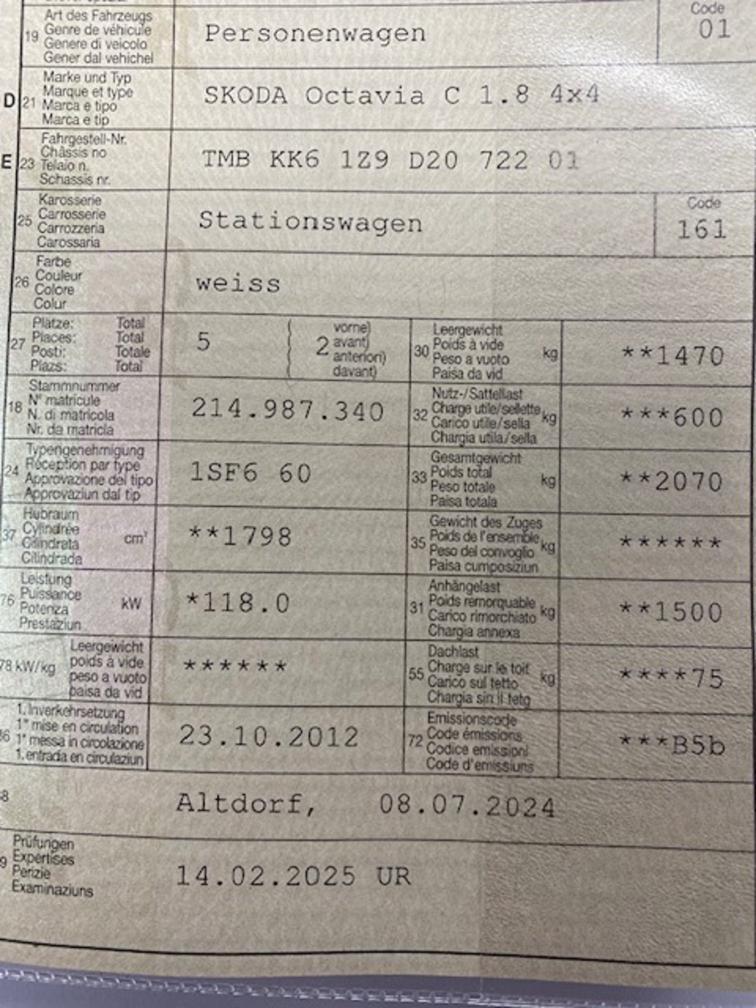 19 Art des Fahrzeugs Personenwagen Code
Genre de véhicule 01
Genere di veicolo
Gener dal vehichel
D 21 Marke und Typ SKODA Octavia C 1.8 4x4
Marque et type
Marca e tipo
Marca e tip
E 23 Fahrgestell-Nr. TMB KK6 1Z9 D20 722 01
Châssis no
Telaio n.
Schassis nr.
25 Karosserie Stationswagen Code
Carrosserie 161
Carrozzeria
Carossaria
26 Farbe weiss
Couleur
Colore
Colur
27 Plätze: Total 5 2 vorne)
Places: Total avant)
Posti: Totale anteriori)
Plazs: Total davant)
30 Leergewicht kg **1470
Poids à vide
Peso a vuoto
Paisa da vid
18 Stammnummer 214.987.340
N° matricule
N. di matricola
Nr. da matricla
32 Nutz-/Sattellast kg ***600
Charge utile/sellette
Carico utile/sella
Chargia utila/sella
24 Typengenehmigung 1SF6 60
Réception par type
Approvazione del tipo
Approvaziun dal tip
33 Gesamtgewicht kg **2070
Poids total
Peso totale
Paisa totala
37 Hubraum cm³ **1798
Cylindrée
Cilindrata
Cilindrada
35 Gewicht des Zuges kg ******
Poids de l'ensemble
Peso del convoglio
Paisa cumposiziun
76 Leistung kW *118.0
Puissance
Potenza
Prestaziun
31 Anhängelast kg **1500
Poids remorquable
Carico rimorchiato
Chargia annexa
78 kW/kg Leergewicht ******
poids à vide
peso a vuoto
paisa da vid
55 Dachlast kg ****75
Charge sur le toit
Carico sul tetto
Chargia sin il tetg
36 1. Inverkehrsetzung 23.10.2012
1re mise en circulation
1a messa in circolazione
1. entrada en circulaziun
72 Emissionscode ***B5b
Code émissions
Codice emissioni
Code d'emissiuns
8 Altdorf, 08.07.2024
9 Prüfungen 14.02.2025 UR
Expertises
Perizie
Examinaziuns